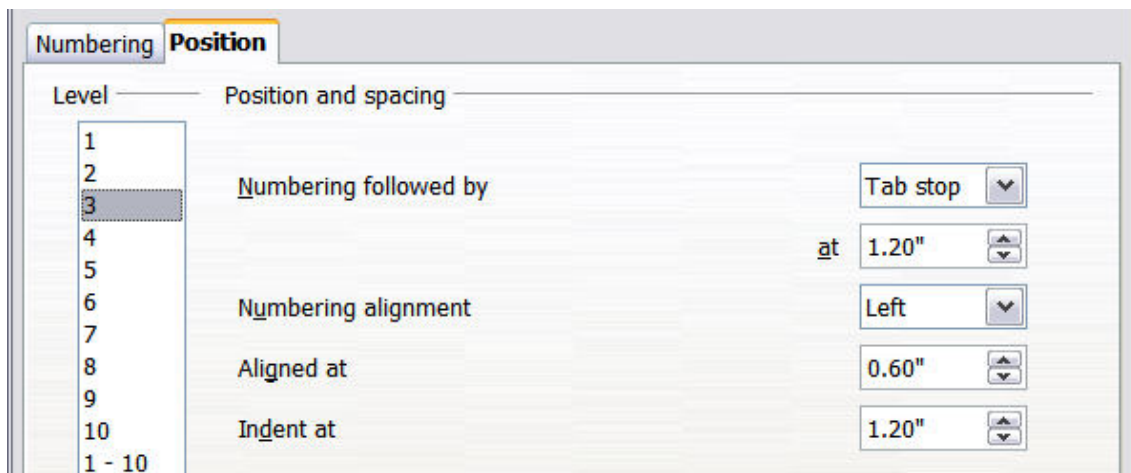 Numbering Position
Level Position and spacing
1
2
3
4
5
6
7
8
9
10
1 - 10
Numbering followed by Tab stop
at 1.20"
Numbering alignment Left
Aligned at 0.60"
Indent at 1.20"